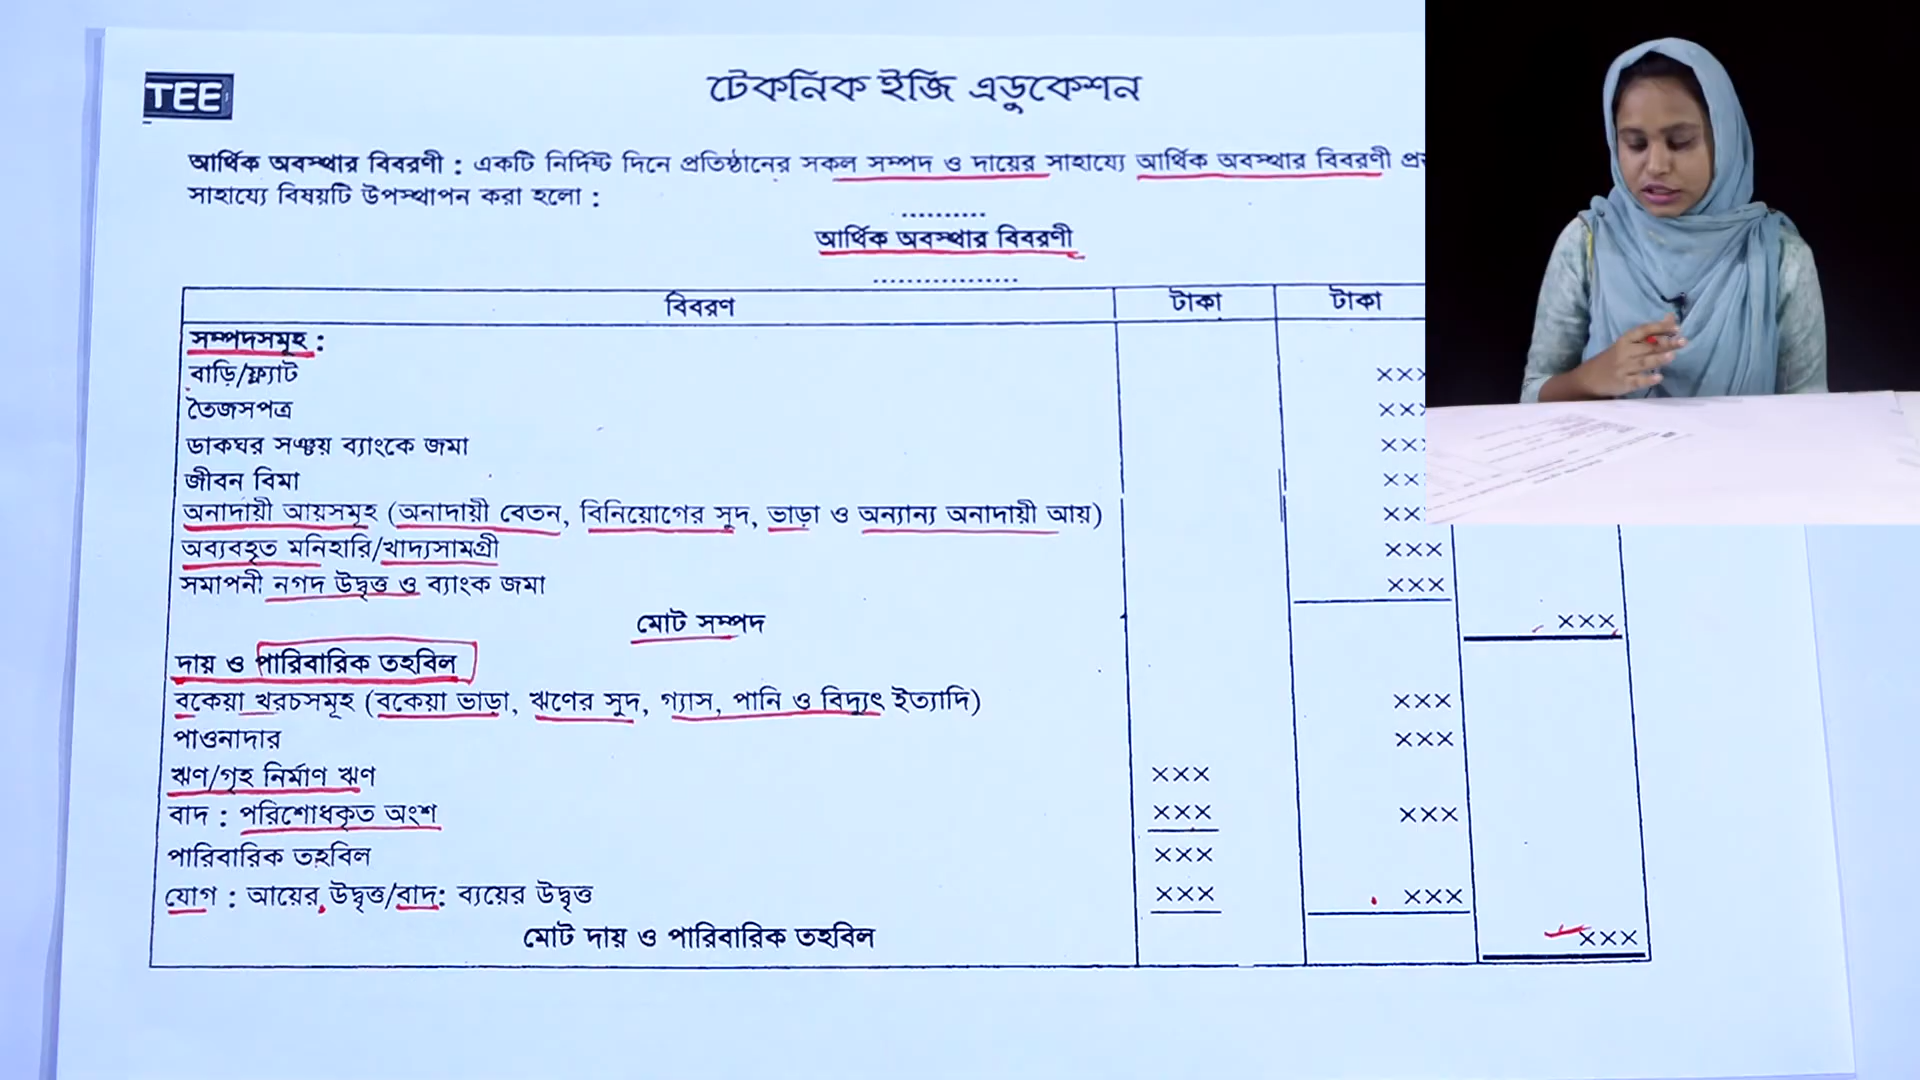 TEE
টেকনিক ইজি এডুকেশন
আর্থিক অবস্থার বিবরণী : একটি নির্দিষ্ট দিনে প্রতিষ্ঠানের সকল সম্পদ ও দায়ের সাহায্যে আর্থিক অবস্থার বিবরণী
সাহায্যে বিষয়টি উপস্থাপন করা হলো :
..........
আর্থিক অবস্থার বিবরণী
.................
বিবরণ টাকা টাকা
সম্পদসমূহ :
বাড়ি/ফ্ল্যাট ×××
তৈজসপত্র ×××
ডাকঘর সঞ্চয় ব্যাংকে জমা ××
জীবন বিমা ××
অনাদায়ী আয়সমূহ (অনাদায়ী বেতন, বিনিয়োগের সুদ, ভাড়া ও অন্যান্য অনাদায়ী আয়) ××
অব্যবহৃত মনিহারি/খাদ্যসামগ্রী ×××
সমাপনী নগদ উদ্বৃত্ত ও ব্যাংক জমা ×××
মোট সম্পদ ×××
দায় ও পারিবারিক তহবিল
বকেয়া খরচসমূহ (বকেয়া ভাড়া, ঋণের সুদ, গ্যাস, পানি ও বিদ্যুৎ ইত্যাদি) ×××
পাওনাদার ×××
ঋণ/গৃহ নির্মাণ ঋণ ×××
বাদ : পরিশোধকৃত অংশ ××× ×××
পারিবারিক তহবিল ×××
যোগ : আয়ের উদ্বৃত্ত/বাদ: ব্যয়ের উদ্বৃত্ত ××× ×××
মোট দায় ও পারিবারিক তহবিল ×××